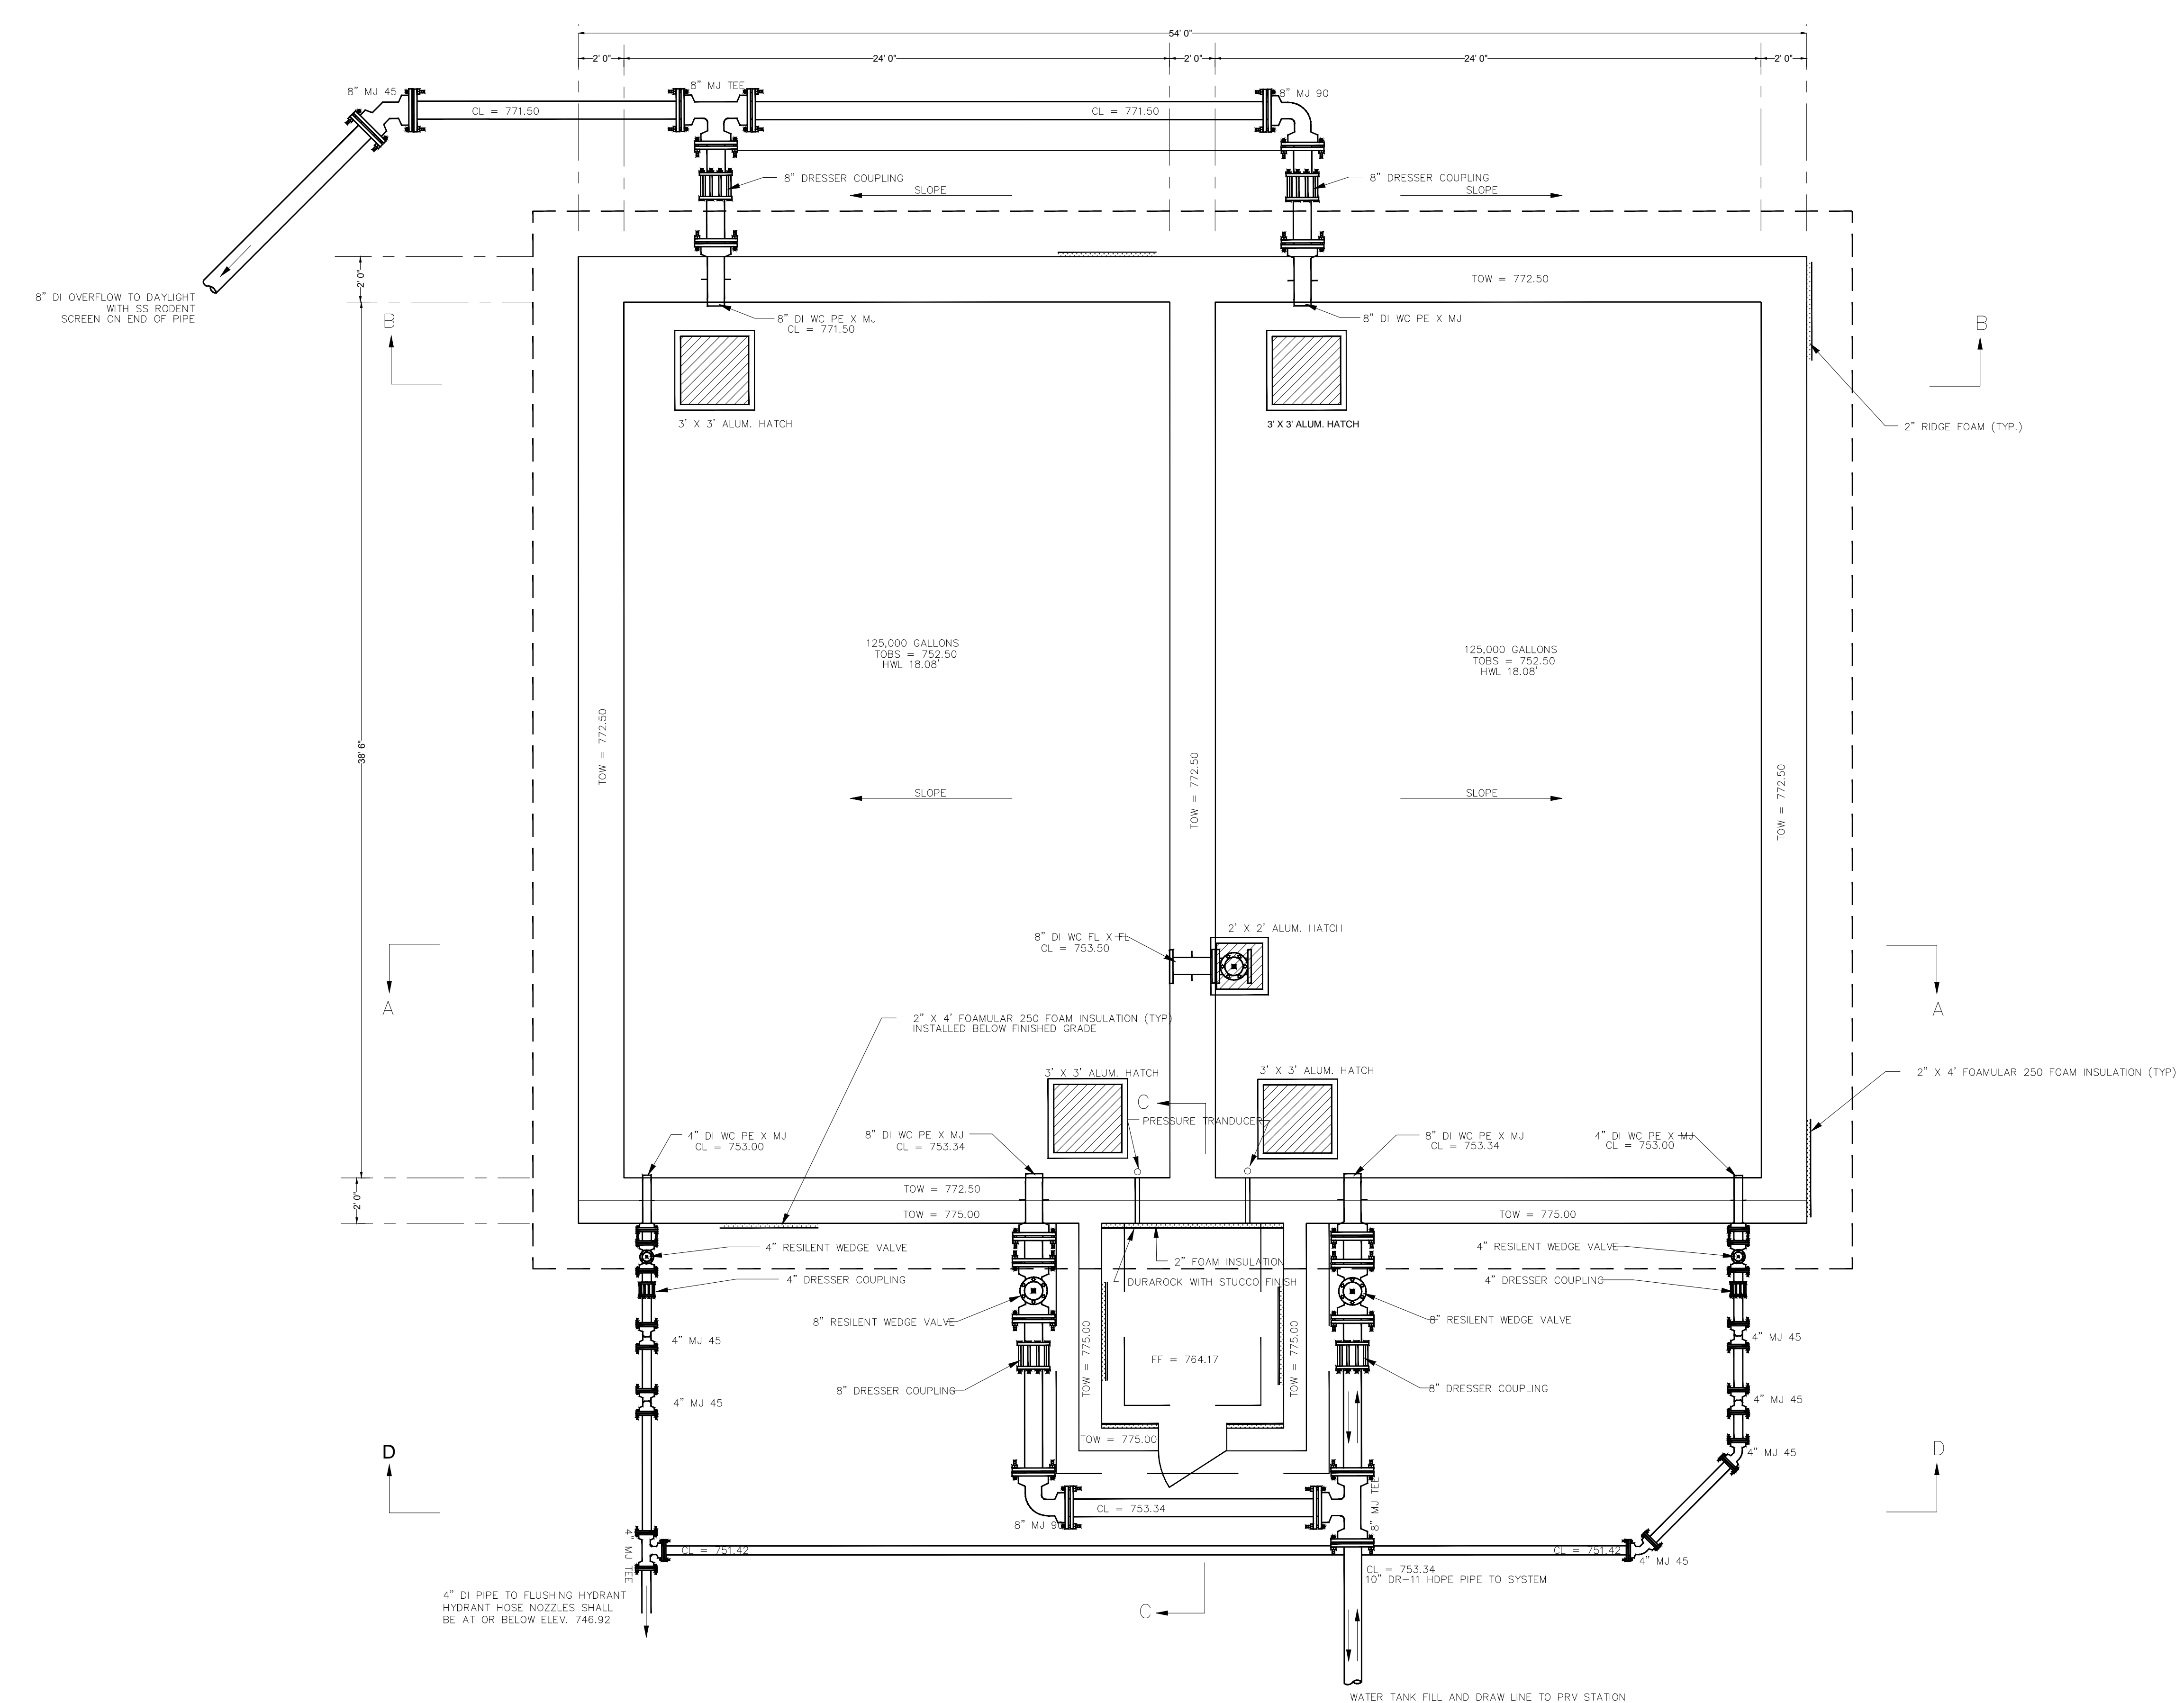 54' 0"
2' 0"
24' 0"
2' 0"
24' 0"
2' 0"
8" MJ 45
8" MJ TEE
8" MJ 90
CL = 771.50
CL = 771.50
8" DRESSER COUPLING
8" DRESSER COUPLING
SLOPE
SLOPE
2' 0"
TOW = 772.50
8" DI OVERFLOW TO DAYLIGHT
WITH SS RODENT
SCREEN ON END OF PIPE
8" DI WC PE X MJ
CL = 771.50
8" DI WC PE X MJ
B
B
3' X 3' ALUM. HATCH
3' X 3' ALUM. HATCH
2" RIDGE FOAM (TYP.)
125,000 GALLONS
TOBS = 752.50
HWL 18.08'
125,000 GALLONS
TOBS = 752.50
HWL 18.08'
38' 6"
TOW = 772.50
TOW = 772.50
TOW = 772.50
SLOPE
SLOPE
2' X 2' ALUM. HATCH
8" DI WC FL X FL
CL = 753.50
A
A
2" X 4' FOAMULAR 250 FOAM INSULATION (TYP)
INSTALLED BELOW FINISHED GRADE
3' X 3' ALUM. HATCH
3' X 3' ALUM. HATCH
2" X 4' FOAMULAR 250 FOAM INSULATION (TYP)
C
PRESSURE TRANDUCER
4" DI WC PE X MJ
CL = 753.00
8" DI WC PE X MJ
CL = 753.34
8" DI WC PE X MJ
CL = 753.34
4" DI WC PE X MJ
CL = 753.00
2' 0"
TOW = 772.50
TOW = 775.00
TOW = 775.00
4" RESILENT WEDGE VALVE
4" RESILENT WEDGE VALVE
2" FOAM INSULATION
4" DRESSER COUPLING
DURAROCK WITH STUCCO FINISH
4" DRESSER COUPLING
8" RESILENT WEDGE VALVE
8" RESILENT WEDGE VALVE
4" MJ 45
4" MJ 45
TOW = 775.00
FF = 764.17
TOW = 775.00
8" DRESSER COUPLING
8" DRESSER COUPLING
4" MJ 45
4" MJ 45
TOW = 775.00
D
D
4" MJ 45
8" MJ TEE
CL = 753.34
8" MJ 90
4" MJ TEE
CL = 751.42
CL = 751.42
4" MJ 45
CL = 753.34
10" DR-11 HDPE PIPE TO SYSTEM
4" DI PIPE TO FLUSHING HYDRANT
HYDRANT HOSE NOZZLES SHALL
BE AT OR BELOW ELEV. 746.92
C
WATER TANK FILL AND DRAW LINE TO PRV STATION